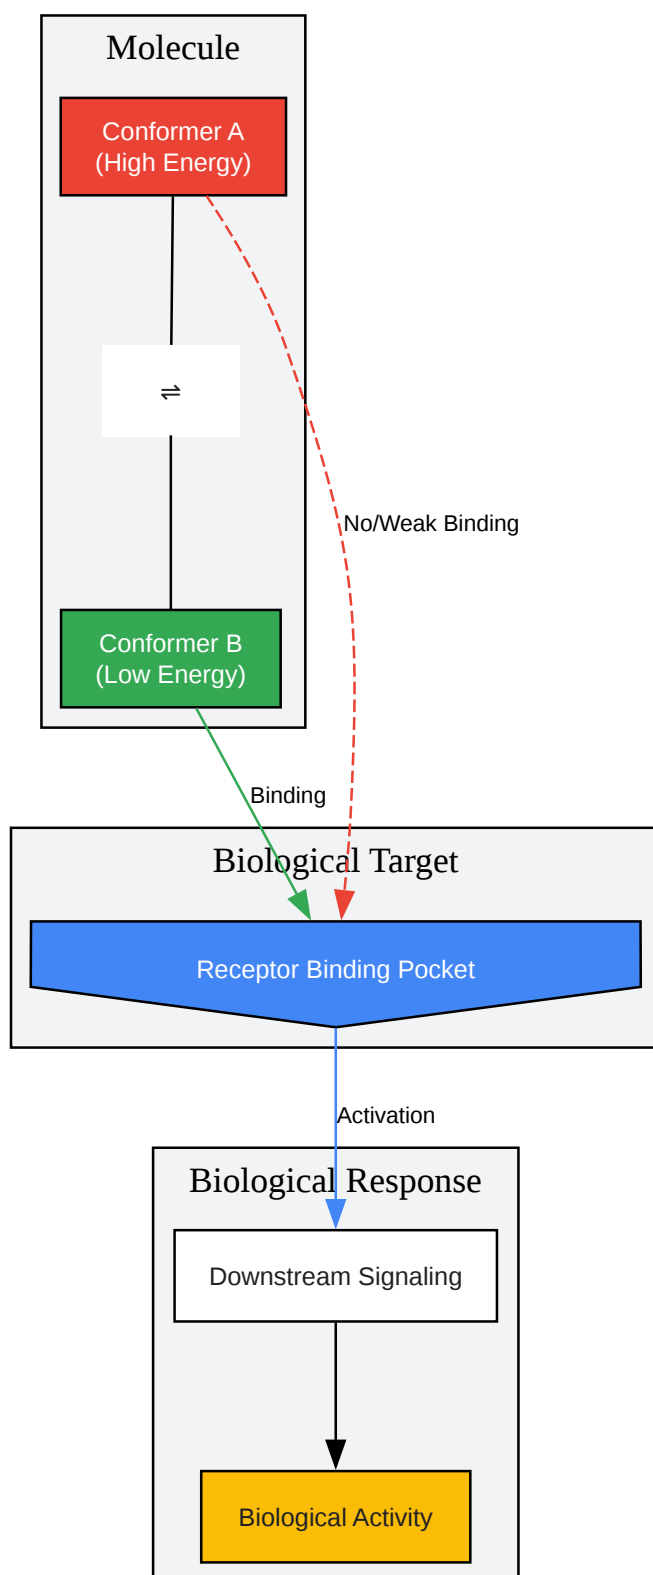 Molecule
Conformer A
(High Energy)
⇌
No/Weak Binding
Conformer B
(Low Energy)
Binding
Biological Target
Receptor Binding Pocket
Activation
Biological Response
Downstream Signaling
Biological Activity